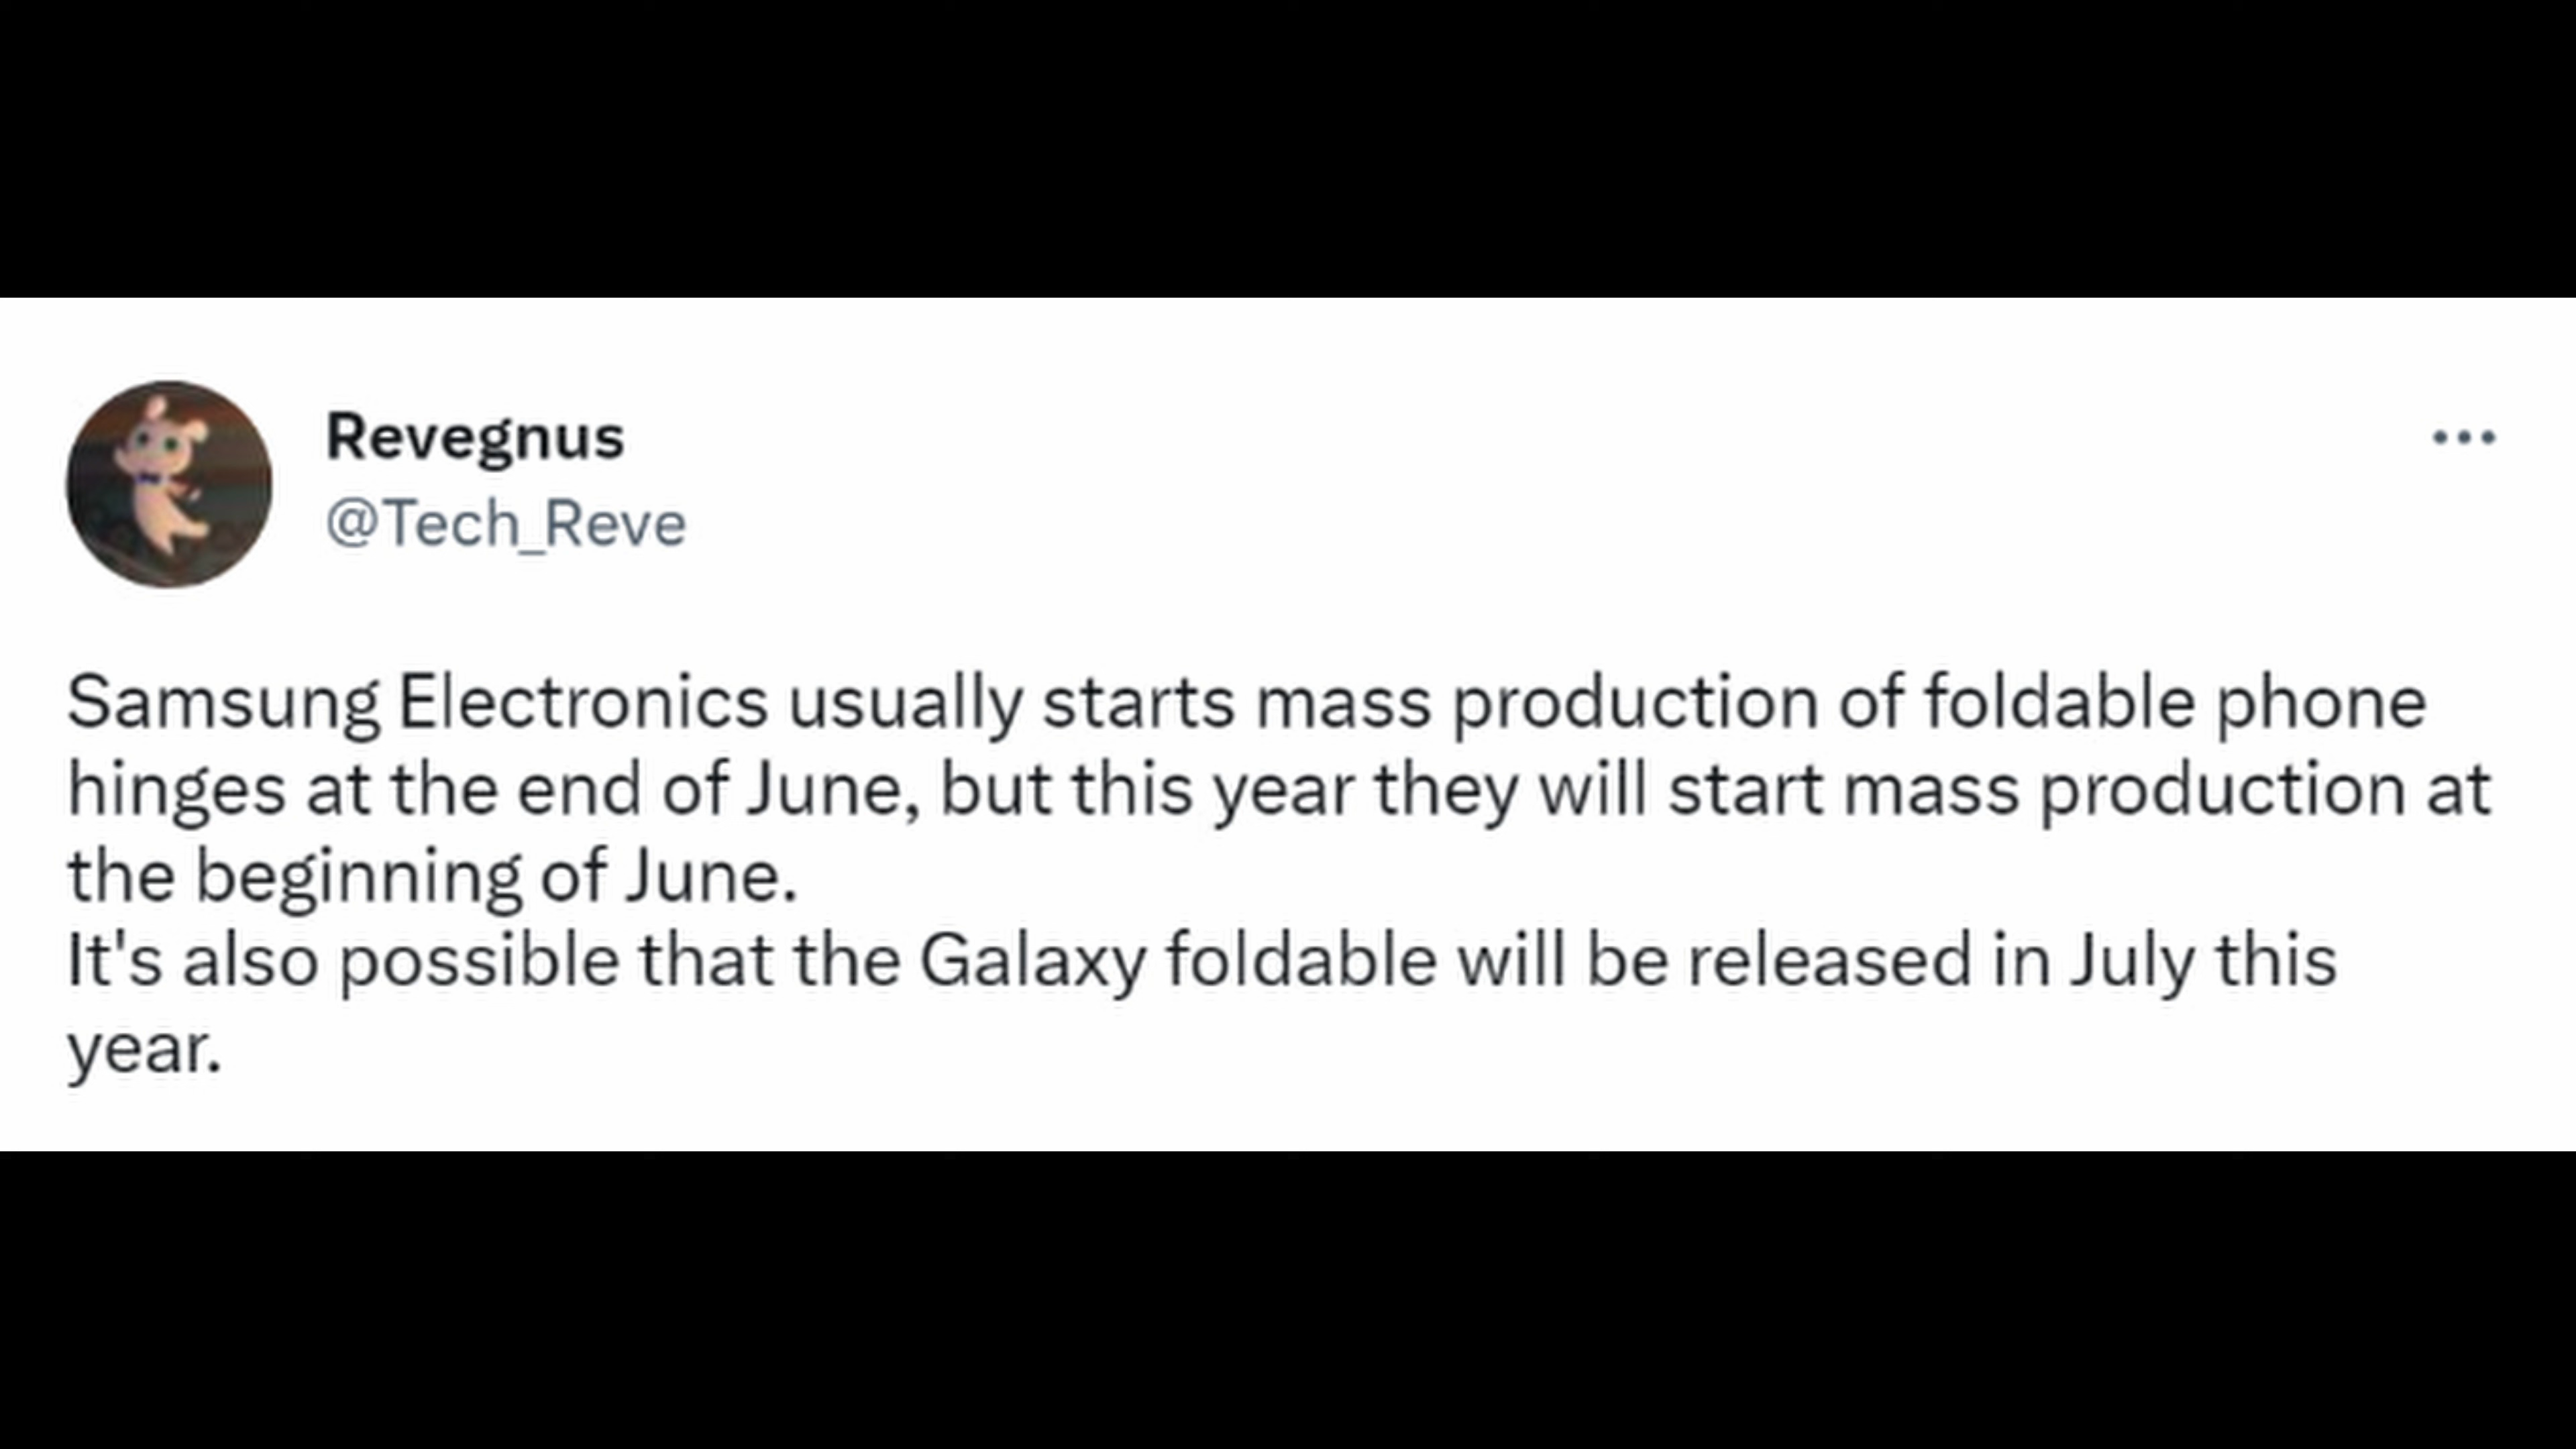 Revegnus
@Tech_Reve
Samsung Electronics usually starts mass production of foldable phone
hinges at the end of June, but this year they will start mass production at
the beginning of June.
It's also possible that the Galaxy foldable will be released in July this
year.